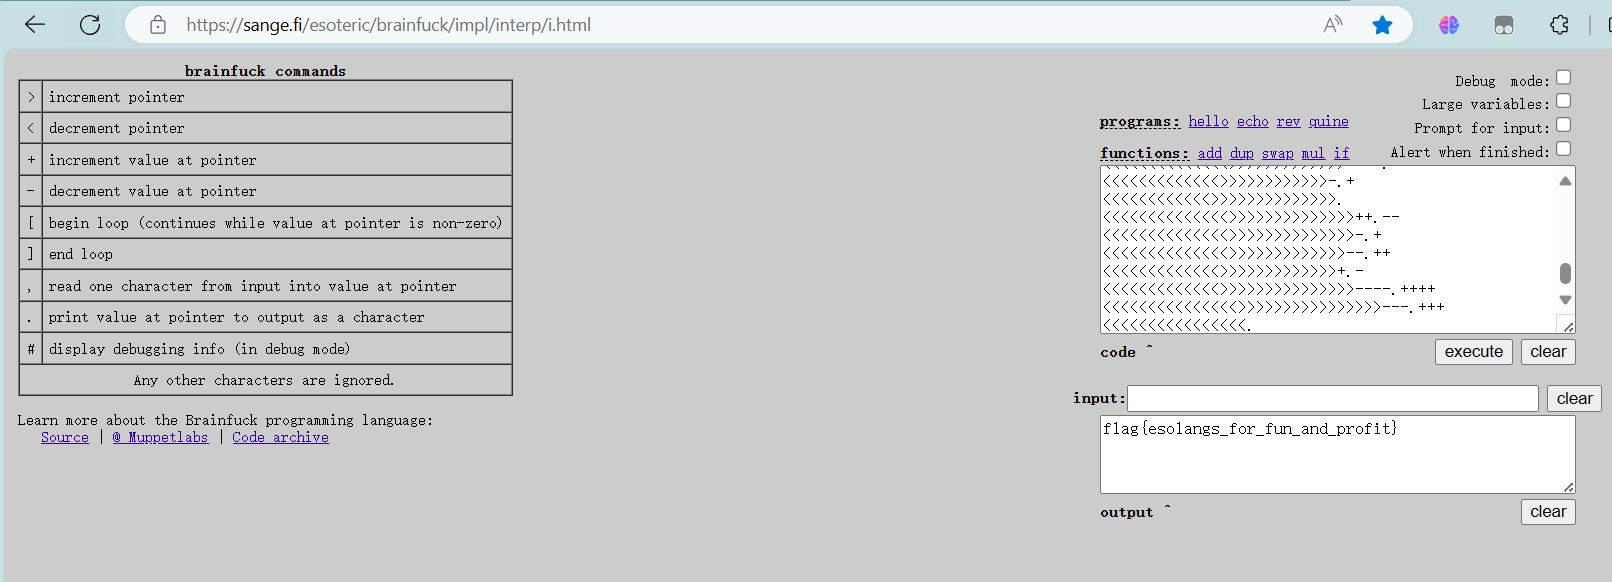 https://sange.fi/esoteric/brainfuck/impl/interp/i.html
brainfuck commands
> increment pointer
< decrement pointer
+ increment value at pointer
- decrement value at pointer
[ begin loop (continues while value at pointer is non-zero)
] end loop
, read one character from input into value at pointer
. print value at pointer to output as a character
# display debugging info (in debug mode)
Any other characters are ignored.
Learn more about the Brainfuck programming language:
Source | @ Muppetlabs | Code archive
Debug mode:
Large variables:
programs: hello echo rev quine
Prompt for input:
functions: add dup swap mul if
Alert when finished:
<<<<<<<<<<<<<>>>>>>>>>>>>-.+
<<<<<<<<<<<<>>>>>>>>>>>>>>.
<<<<<<<<<<<<<<>>>>>>>>>>>>>>++.--
<<<<<<<<<<<<<<>>>>>>>>>>>>>>-.+
<<<<<<<<<<<<<<>>>>>>>>>>>>>--.++
<<<<<<<<<<<<<>>>>>>>>>>>>>+.-
<<<<<<<<<<<<<>>>>>>>>>>>>>>>----.++++
<<<<<<<<<<<<<<<>>>>>>>>>>>>>>>>---.+++
<<<<<<<<<<<<<<<<.
code ^
execute
clear
input:
clear
flag{esolangs_for_fun_and_profit}
output ^
clear